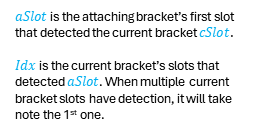 aSlot is the attaching bracket's first slot
that detected the current bracket cSlot.
Idx is the current bracket's slots that
detected aSlot. When multiple current
bracket slots have detection, it will take
note the 1st one.